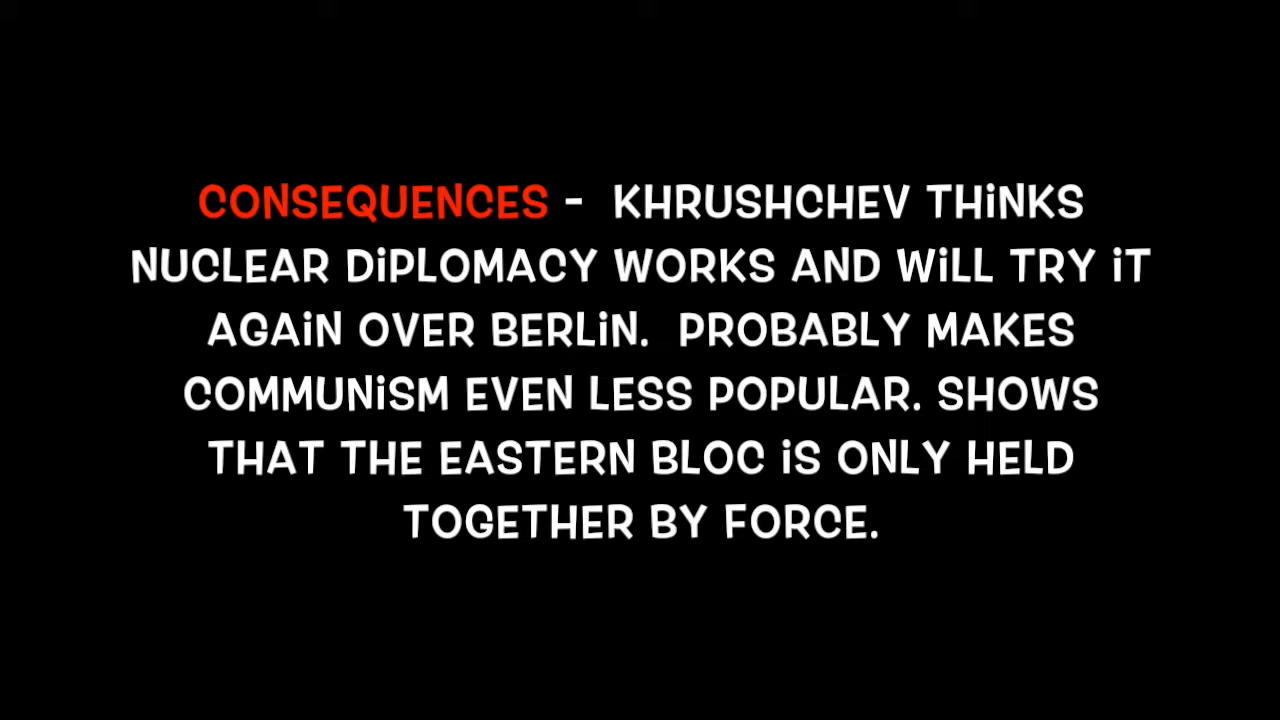 CONSEQUENCES - KHRUSHCHEV THiNKS
NUCLEAR DiPLOMACY WORKS AND WiLL TRY iT
AGAiN OVER BERLiN. PROBABLY MAKES
COMMUNiSM EVEN LESS POPULAR. SHOWS
THAT THE EASTERN BLOC iS ONLY HELD
TOGETHER BY FORCE.